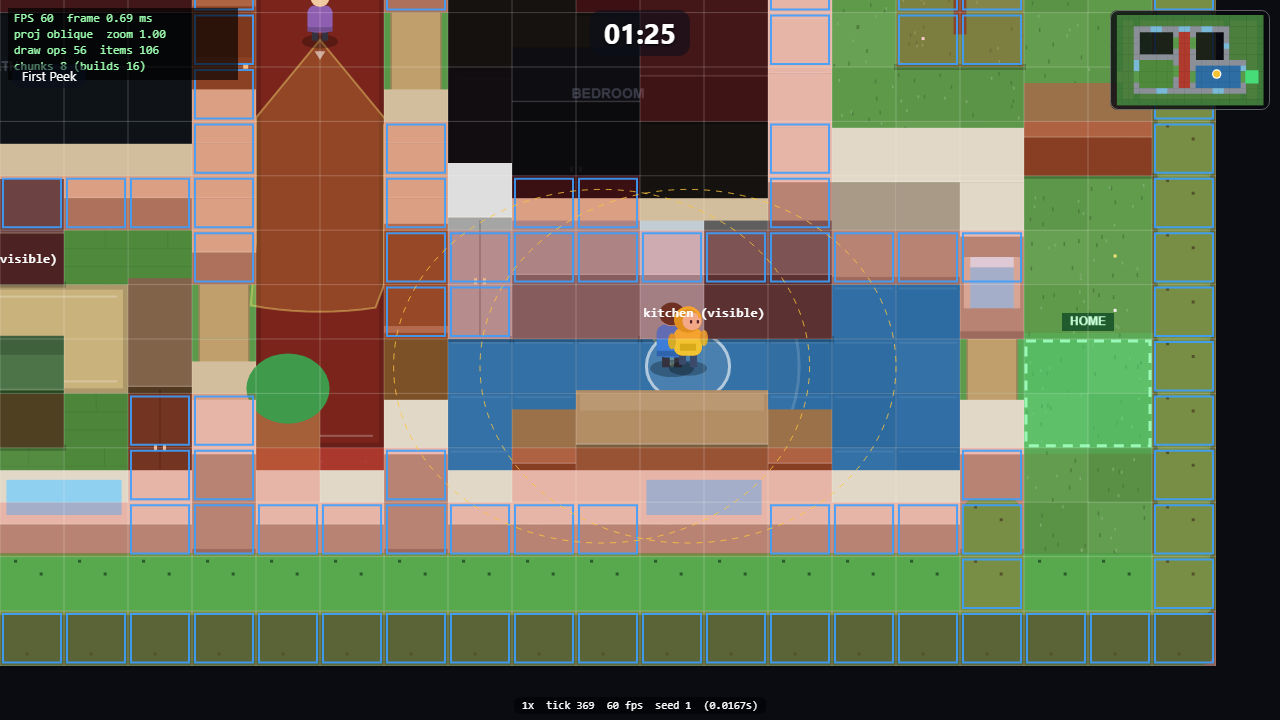 FPS 60 frame 0.69 ms
proj oblique zoom 1.00
draw ops 56 items 106
chunks 8 (builds 16)
First Peek
01:25
BEDROOM
visible)
kitchen (visible)
HOME
1x tick 369 60 fps seed 1 (0.0167s)